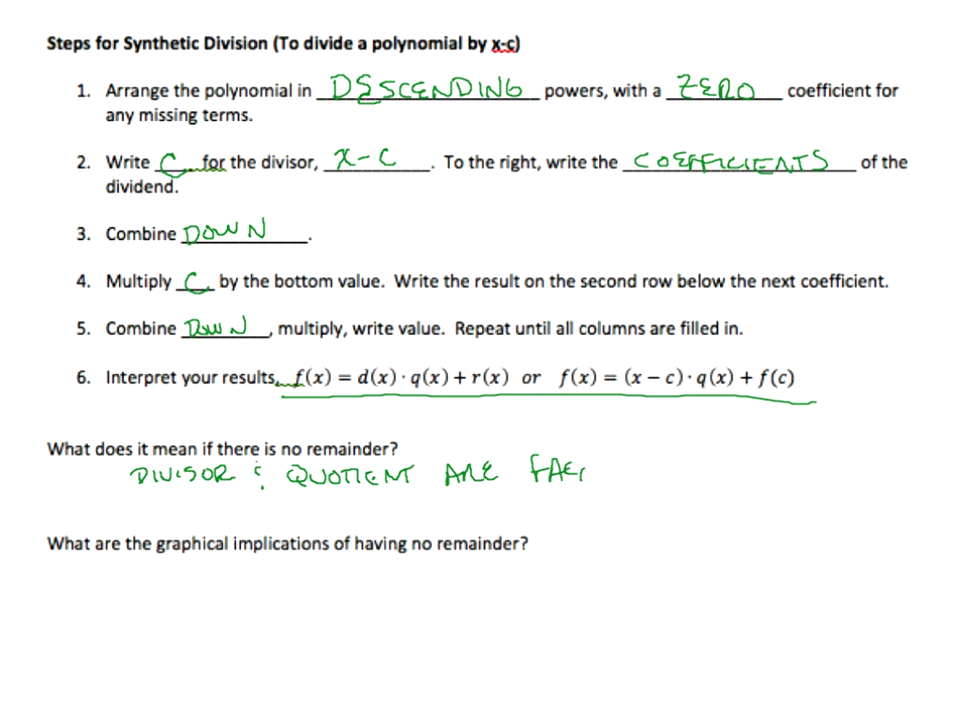 Steps for Synthetic Division (To divide a polynomial by x-c)
1. Arrange the polynomial in DESCENDING powers, with a ZERO coefficient for
any missing terms.
2. Write C for the divisor, x-c. To the right, write the COEFFICIENTS of the
dividend.
3. Combine DOWN.
4. Multiply C by the bottom value. Write the result on the second row below the next coefficient.
5. Combine DOWN, multiply, write value. Repeat until all columns are filled in.
6. Interpret your results, f(x) = d(x) · q(x) + r(x) or f(x) = (x − c) · q(x) + f(c)
What does it mean if there is no remainder?
DIVISOR & QUOTIENT ARE FAC
What are the graphical implications of having no remainder?